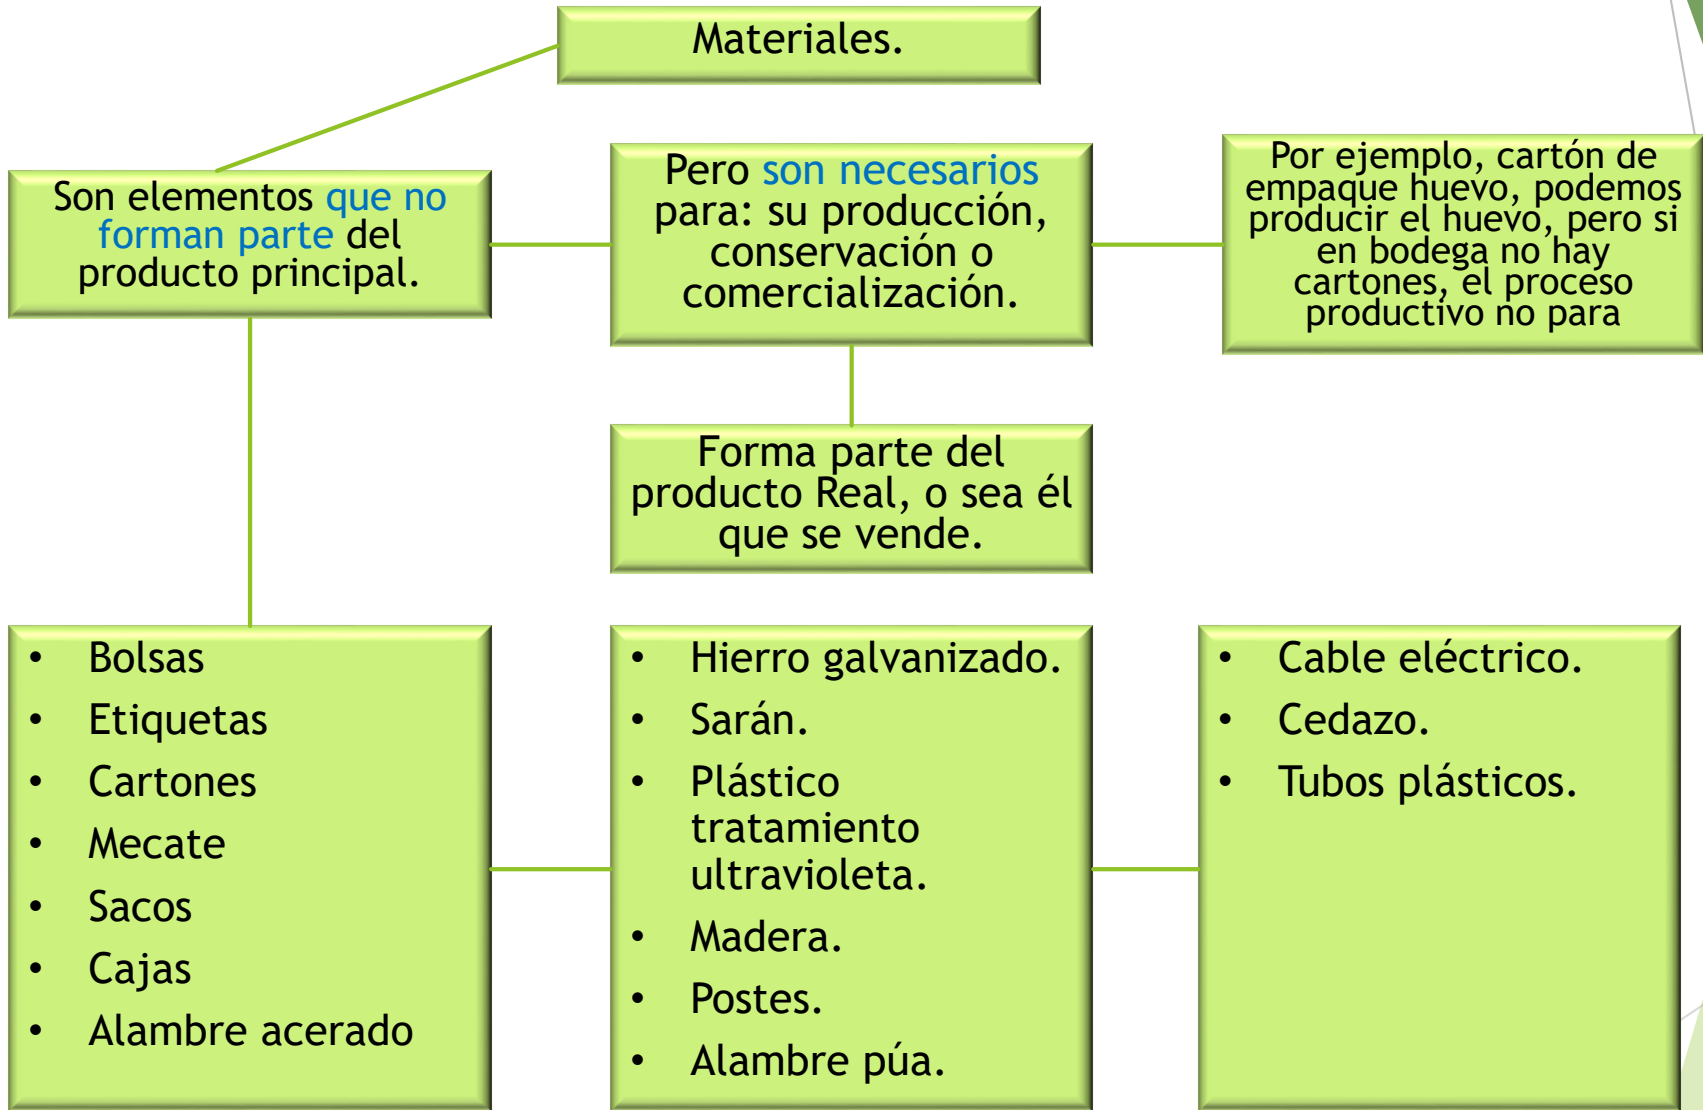 Materiales.
Son elementos que no
forman parte del
producto principal.
Pero son necesarios
para: su producción,
conservación o
comercialización.
Por ejemplo, cartón de
empaque huevo, podemos
producir el huevo, pero si
en bodega no hay
cartones, el proceso
productivo no para
Forma parte del
producto Real, o sea él
que se vende.
• Bolsas
• Etiquetas
• Cartones
• Mecate
• Sacos
• Cajas
• Alambre acerado
• Hierro galvanizado.
• Sarán.
• Plástico
tratamiento
ultravioleta.
• Madera.
• Postes.
• Alambre púa.
• Cable eléctrico.
• Cedazo.
• Tubos plásticos.